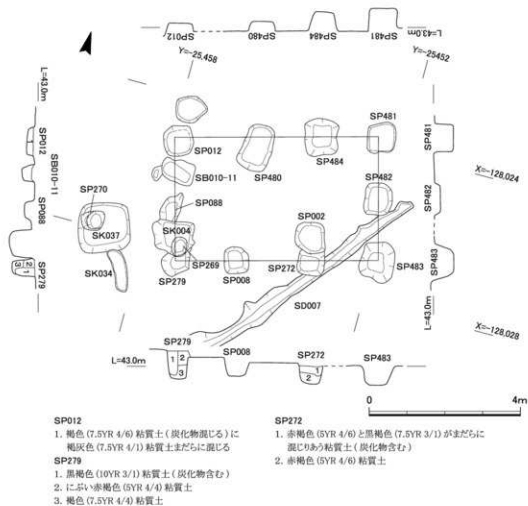 SP012
SP480
SP484
SP481
L=43.0m
Y=-25.458
Y=-25452
L=43.0m
SP012
SB010-11
SP088
SP279
3 2 1
SP012
SP480
SP484
SP481
SP481
SB010-11
SP270
SP088
SP482
SP482
X=-128.024
SK037
SK004
SP002
SP269
SK034
SP279
SP008
SP272
SP483
SP483
SD007
L=43.0m
X=-128.028
SP279
SP008
SP272
SP483
L=43.0m
1 2
3
1
2
0 4m
SP012
1. 褐色 (7.5YR 4/6) 粘質土 ( 炭化物混じる ) に
褐灰色 (7.5YR 4/1) 粘質土まだらに混じる
SP279
1. 黒褐色 (10YR 3/1) 粘質土 ( 炭化物含む )
2. にぶい赤褐色 (5YR 4/4) 粘質土
3. 褐色 (7.5YR 4/4) 粘質土
SP272
1. 赤褐色 (5YR 4/6) と黒褐色 (7.5YR 3/1) がまだらに
混じりあう粘質土 ( 炭化物含む )
2. 赤褐色 (5YR 4/6) 粘質土